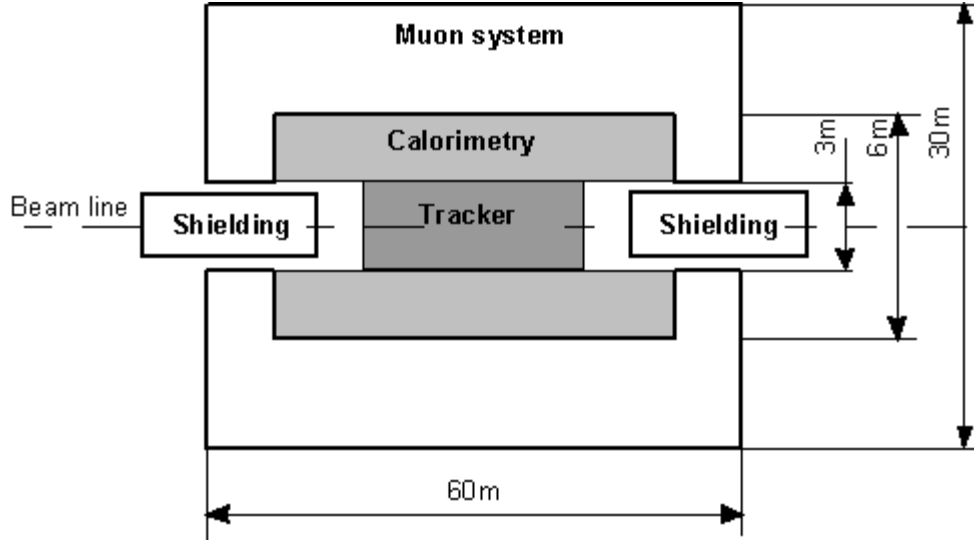 Muon system
Calorimetry
3m
6m
30m
Beam line
Shielding
Tracker
Shielding
60m